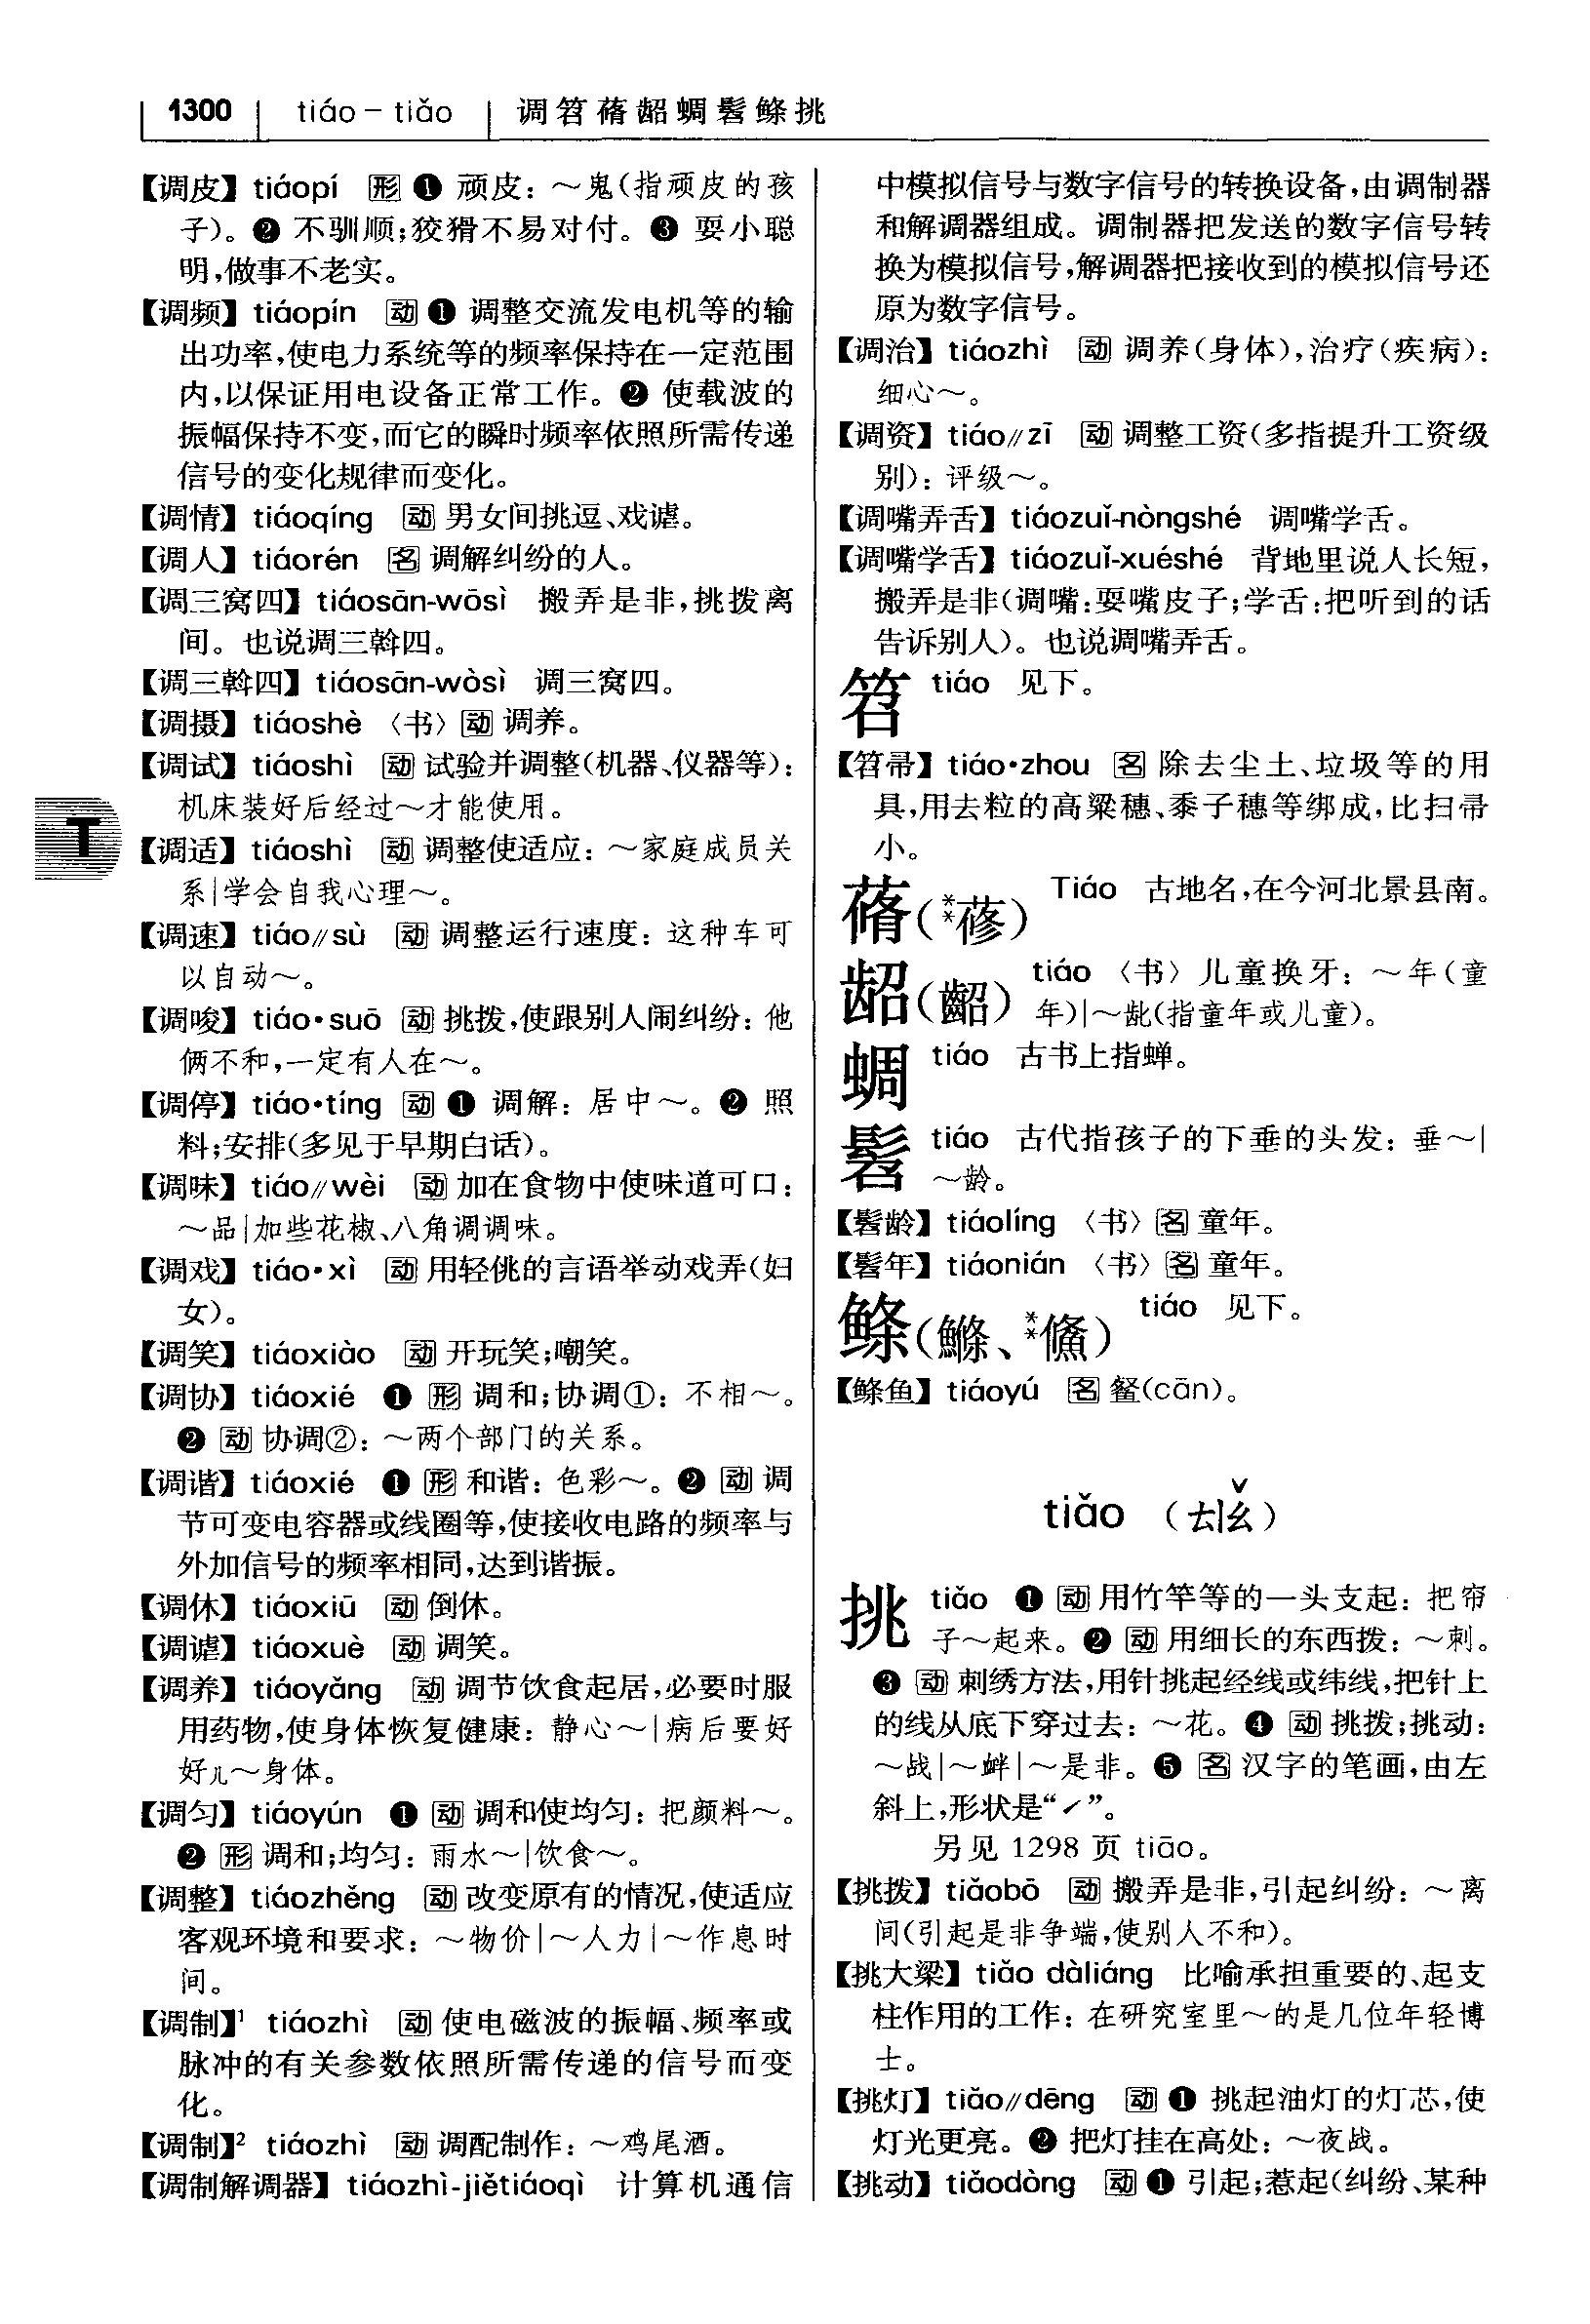 1300 tiáo－tiǎo 调笤蓨龆蜩髫鲦挑
【调皮】tiáopí 形 ❶ 顽皮：～鬼(指顽皮的孩
子)。❷ 不驯顺;狡猾不易对付。❸ 耍小聪
明,做事不老实。
【调频】tiáopín 动 ❶ 调整交流发电机等的输
出功率,使电力系统等的频率保持在一定范围
内,以保证用电设备正常工作。❷ 使载波的
振幅保持不变,而它的瞬时频率依照所需传递
信号的变化规律而变化。
【调情】tiáoqíng 动 男女间挑逗、戏谑。
【调人】tiáorén 名 调解纠纷的人。
【调三窝四】tiáosān-wōsì 搬弄是非,挑拨离
间。也说调三斡四。
【调三斡四】tiáosān-wòsì 调三窝四。
【调摄】tiáoshè 〈书〉动 调养。
【调试】tiáoshì 动 试验并调整(机器、仪器等)：
机床装好后经过～才能使用。
【调适】tiáoshì 动 调整使适应：～家庭成员关
系|学会自我心理～。
【调速】tiáo//sù 动 调整运行速度：这种车可
以自动～。
【调唆】tiáo·suō 动 挑拨,使跟别人闹纠纷：他
俩不和,一定有人在～。
【调停】tiáo·tíng 动 ❶ 调解：居中～。❷ 照
料;安排(多见于早期白话)。
【调味】tiáo//wèi 动 加在食物中使味道可口：
～品|加些花椒、八角调调味。
【调戏】tiáo·xì 动 用轻佻的言语举动戏弄(妇
女)。
【调笑】tiáoxiào 动 开玩笑;嘲笑。
【调协】tiáoxié ❶ 形 调和;协调①：不相～。
❷ 动 协调②：～两个部门的关系。
【调谐】tiáoxié ❶ 形 和谐：色彩～。❷ 动 调
节可变电容器或线圈等,使接收电路的频率与
外加信号的频率相同,达到谐振。
【调休】tiáoxiū 动 倒休。
【调谑】tiáoxuè 动 调笑。
【调养】tiáoyǎng 动 调节饮食起居,必要时服
用药物,使身体恢复健康：静心～|病后要好
好儿～身体。
【调匀】tiáoyún ❶ 动 调和使均匀：把颜料～。
❷ 形 调和;均匀：雨水～|饮食～。
【调整】tiáozhěng 动 改变原有的情况,使适应
客观环境和要求：～物价|～人力|～作息时
间。
【调制】¹ tiáozhì 动 使电磁波的振幅、频率或
脉冲的有关参数依照所需传递的信号而变
化。
【调制】² tiáozhì 动 调配制作：～鸡尾酒。
【调制解调器】tiáozhì-jiětiáoqì 计算机通信
T
中模拟信号与数字信号的转换设备,由调制器
和解调器组成。调制器把发送的数字信号转
换为模拟信号,解调器把接收到的模拟信号还
原为数字信号。
【调治】tiáozhì 动 调养(身体),治疗(疾病)：
细心～。
【调资】tiáo//zī 动 调整工资(多指提升工资级
别)：评级～。
【调嘴弄舌】tiáozuǐ-nòngshé 调嘴学舌。
【调嘴学舌】tiáozuǐ-xuéshé 背地里说人长短,
搬弄是非(调嘴:耍嘴皮子;学舌:把听到的话
告诉别人)。也说调嘴弄舌。
笤 tiáo 见下。
【笤帚】tiáo·zhou 名 除去尘土、垃圾等的用
具,用去粒的高粱穗、黍子穗等绑成,比扫帚
小。
蓨(**蓚) Tiáo 古地名,在今河北景县南。
龆(齠) tiáo 〈书〉儿童换牙：～年(童
年)|～龀(指童年或儿童)。
蜩 tiáo 古书上指蝉。
髫 tiáo 古代指孩子的下垂的头发：垂～|
～龄。
【髫龄】tiáolíng 〈书〉名 童年。
【髫年】tiáonián 〈书〉名 童年。
鲦(鰷、**鯈) tiáo 见下。
【鲦鱼】tiáoyú 名 䱗(cān)。
tiǎo (ㄊㄧㄠˇ)
挑 tiǎo ❶ 动 用竹竿等的一头支起：把帘
子～起来。❷ 动 用细长的东西拨：～刺。
❸ 动 刺绣方法,用针挑起经线或纬线,把针上
的线从底下穿过去：～花。❹ 动 挑拨;挑动：
～战|～衅|～是非。❺ 名 汉字的笔画,由左
斜上,形状是“㇀”。
另见 1298 页 tiāo。
【挑拨】tiǎobō 动 搬弄是非,引起纠纷：～离
间(引起是非争端,使别人不和)。
【挑大梁】tiǎo dàliáng 比喻承担重要的、起支
柱作用的工作：在研究室里～的是几位年轻博
士。
【挑灯】tiǎo//dēng 动 ❶ 挑起油灯的灯芯,使
灯光更亮。❷ 把灯挂在高处：～夜战。
【挑动】tiǎodòng 动 ❶ 引起;惹起(纠纷、某种